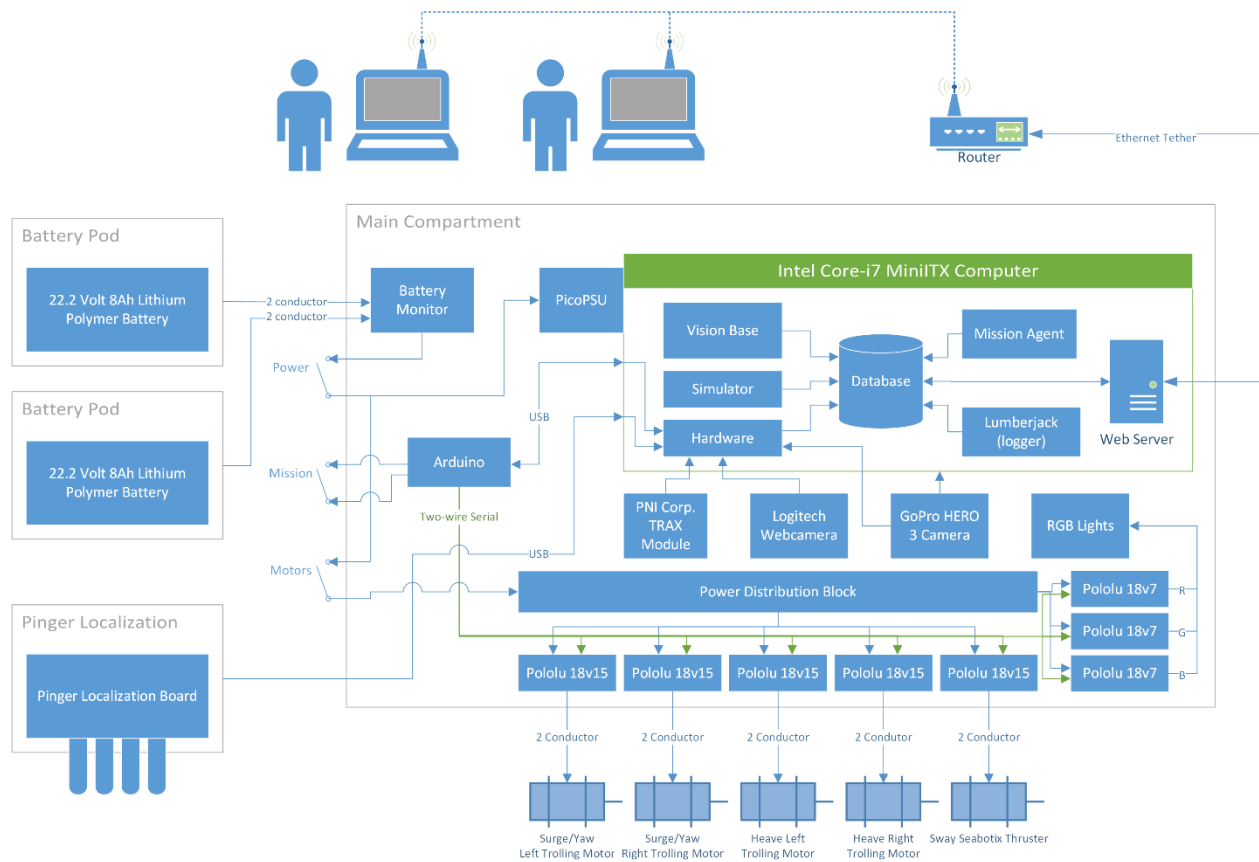 Ethernet Tether
Router
Battery Pod
22.2 Volt 8Ah Lithium
Polymer Battery
2 conductor
2 conductor
Battery Pod
22.2 Volt 8Ah Lithium
Polymer Battery
Pinger Localization
Pinger Localization Board
Power
Mission
Motors
Main Compartment
Battery
Monitor
PicoPSU
Intel Core-i7 MiniITX Computer
Vision Base
Simulator
Hardware
Database
Mission Agent
Lumberjack
(logger)
Web Server
USB
Arduino
Two-wire Serial
USB
PNI Corp.
TRAX
Module
Logitech
Webcamera
GoPro HERO
3 Camera
RGB Lights
Power Distribution Block
Pololu 18v7
R
Pololu 18v7
G
Pololu 18v7
B
Pololu 18v15
Pololu 18v15
Pololu 18v15
Pololu 18v15
Pololu 18v15
2 Conductor
2 Conductor
2 Conductor
2 Conductor
2 Conductor
Surge/Yaw
Left Trolling Motor
Surge/Yaw
Right Trolling Motor
Heave Left
Trolling Motor
Heave Right
Trolling Motor
Sway Seabotix Thruster